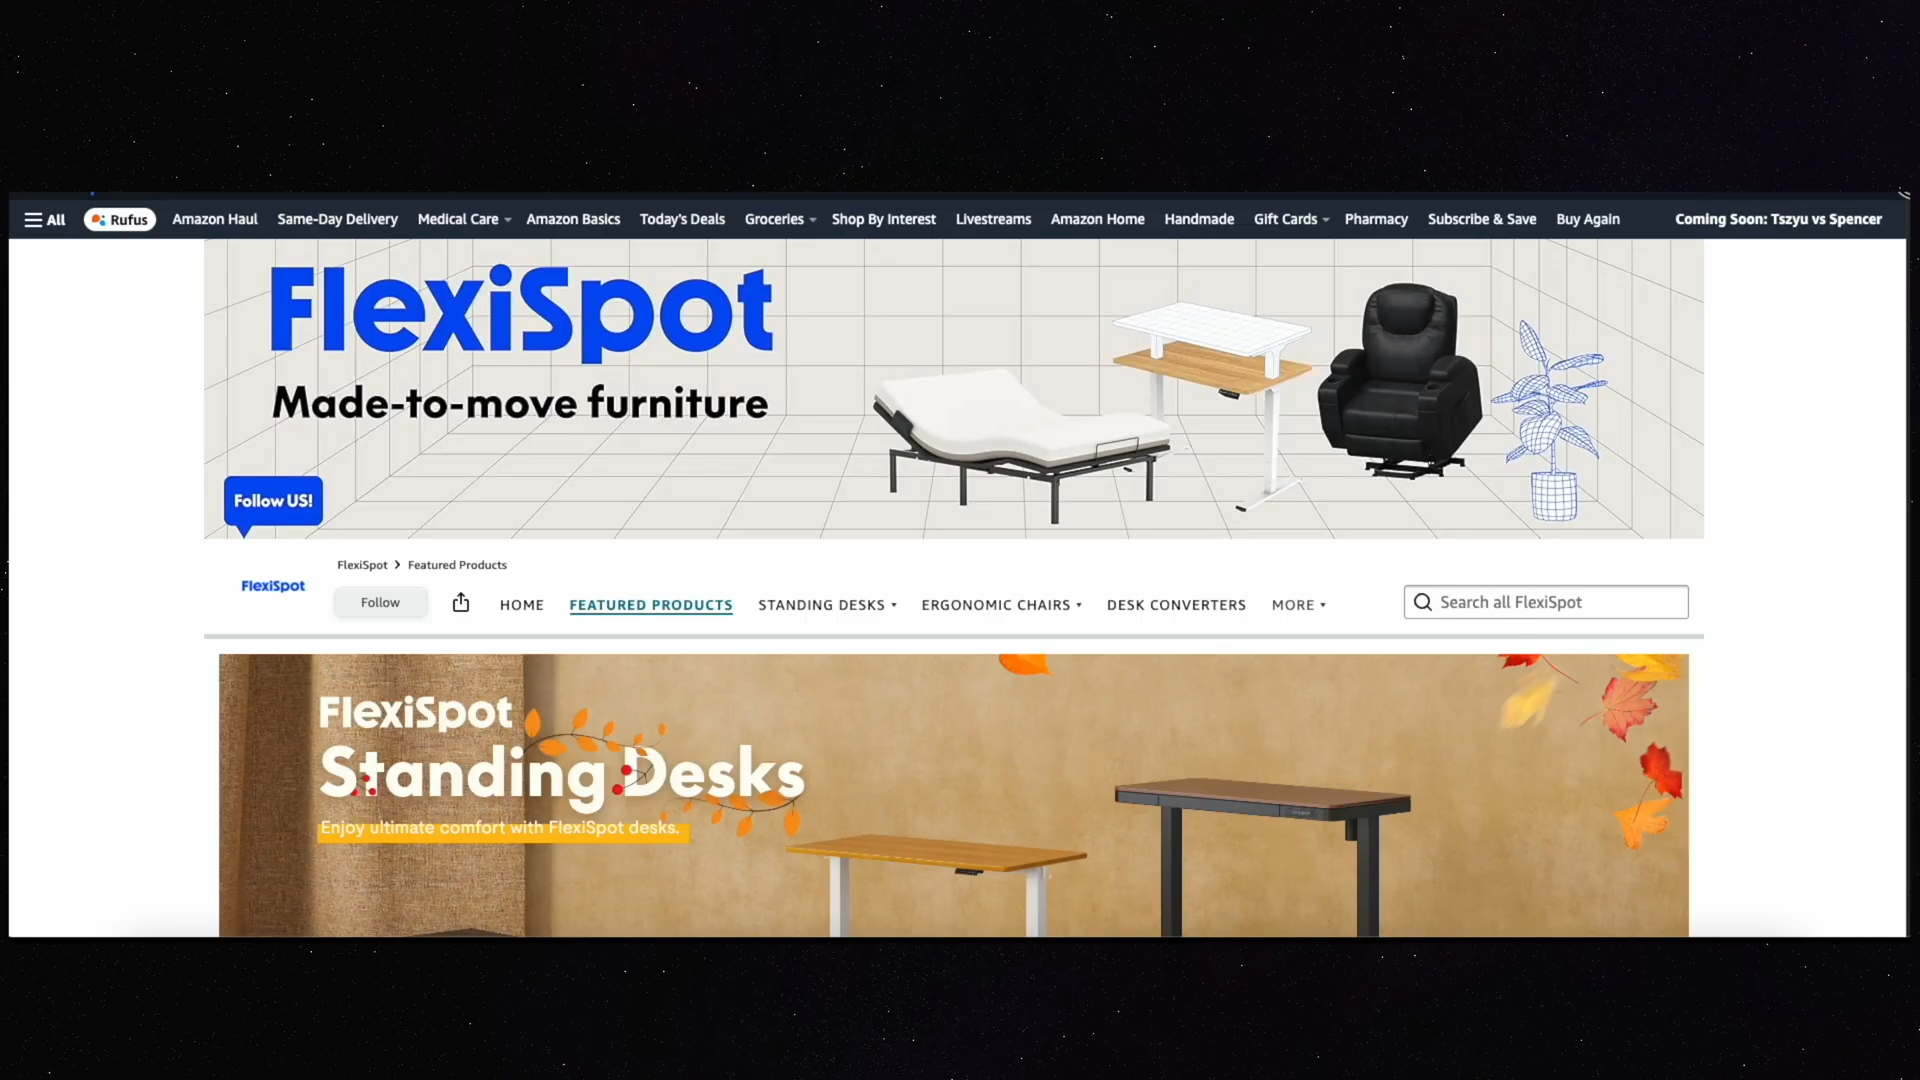 All Rufus Amazon Haul Same-Day Delivery Medical Care Amazon Basics Today's Deals Groceries Shop By Interest Livestreams Amazon Home Handmade Gift Cards Pharmacy Subscribe & Save Buy Again Coming Soon: Tszyu vs Spencer
FlexiSpot
Made-to-move furniture
Follow US!
FlexiSpot > Featured Products
FlexiSpot
Follow HOME FEATURED PRODUCTS STANDING DESKS ERGONOMIC CHAIRS DESK CONVERTERS MORE Search all FlexiSpot
FlexiSpot
Standing Desks
Enjoy ultimate comfort with FlexiSpot desks.